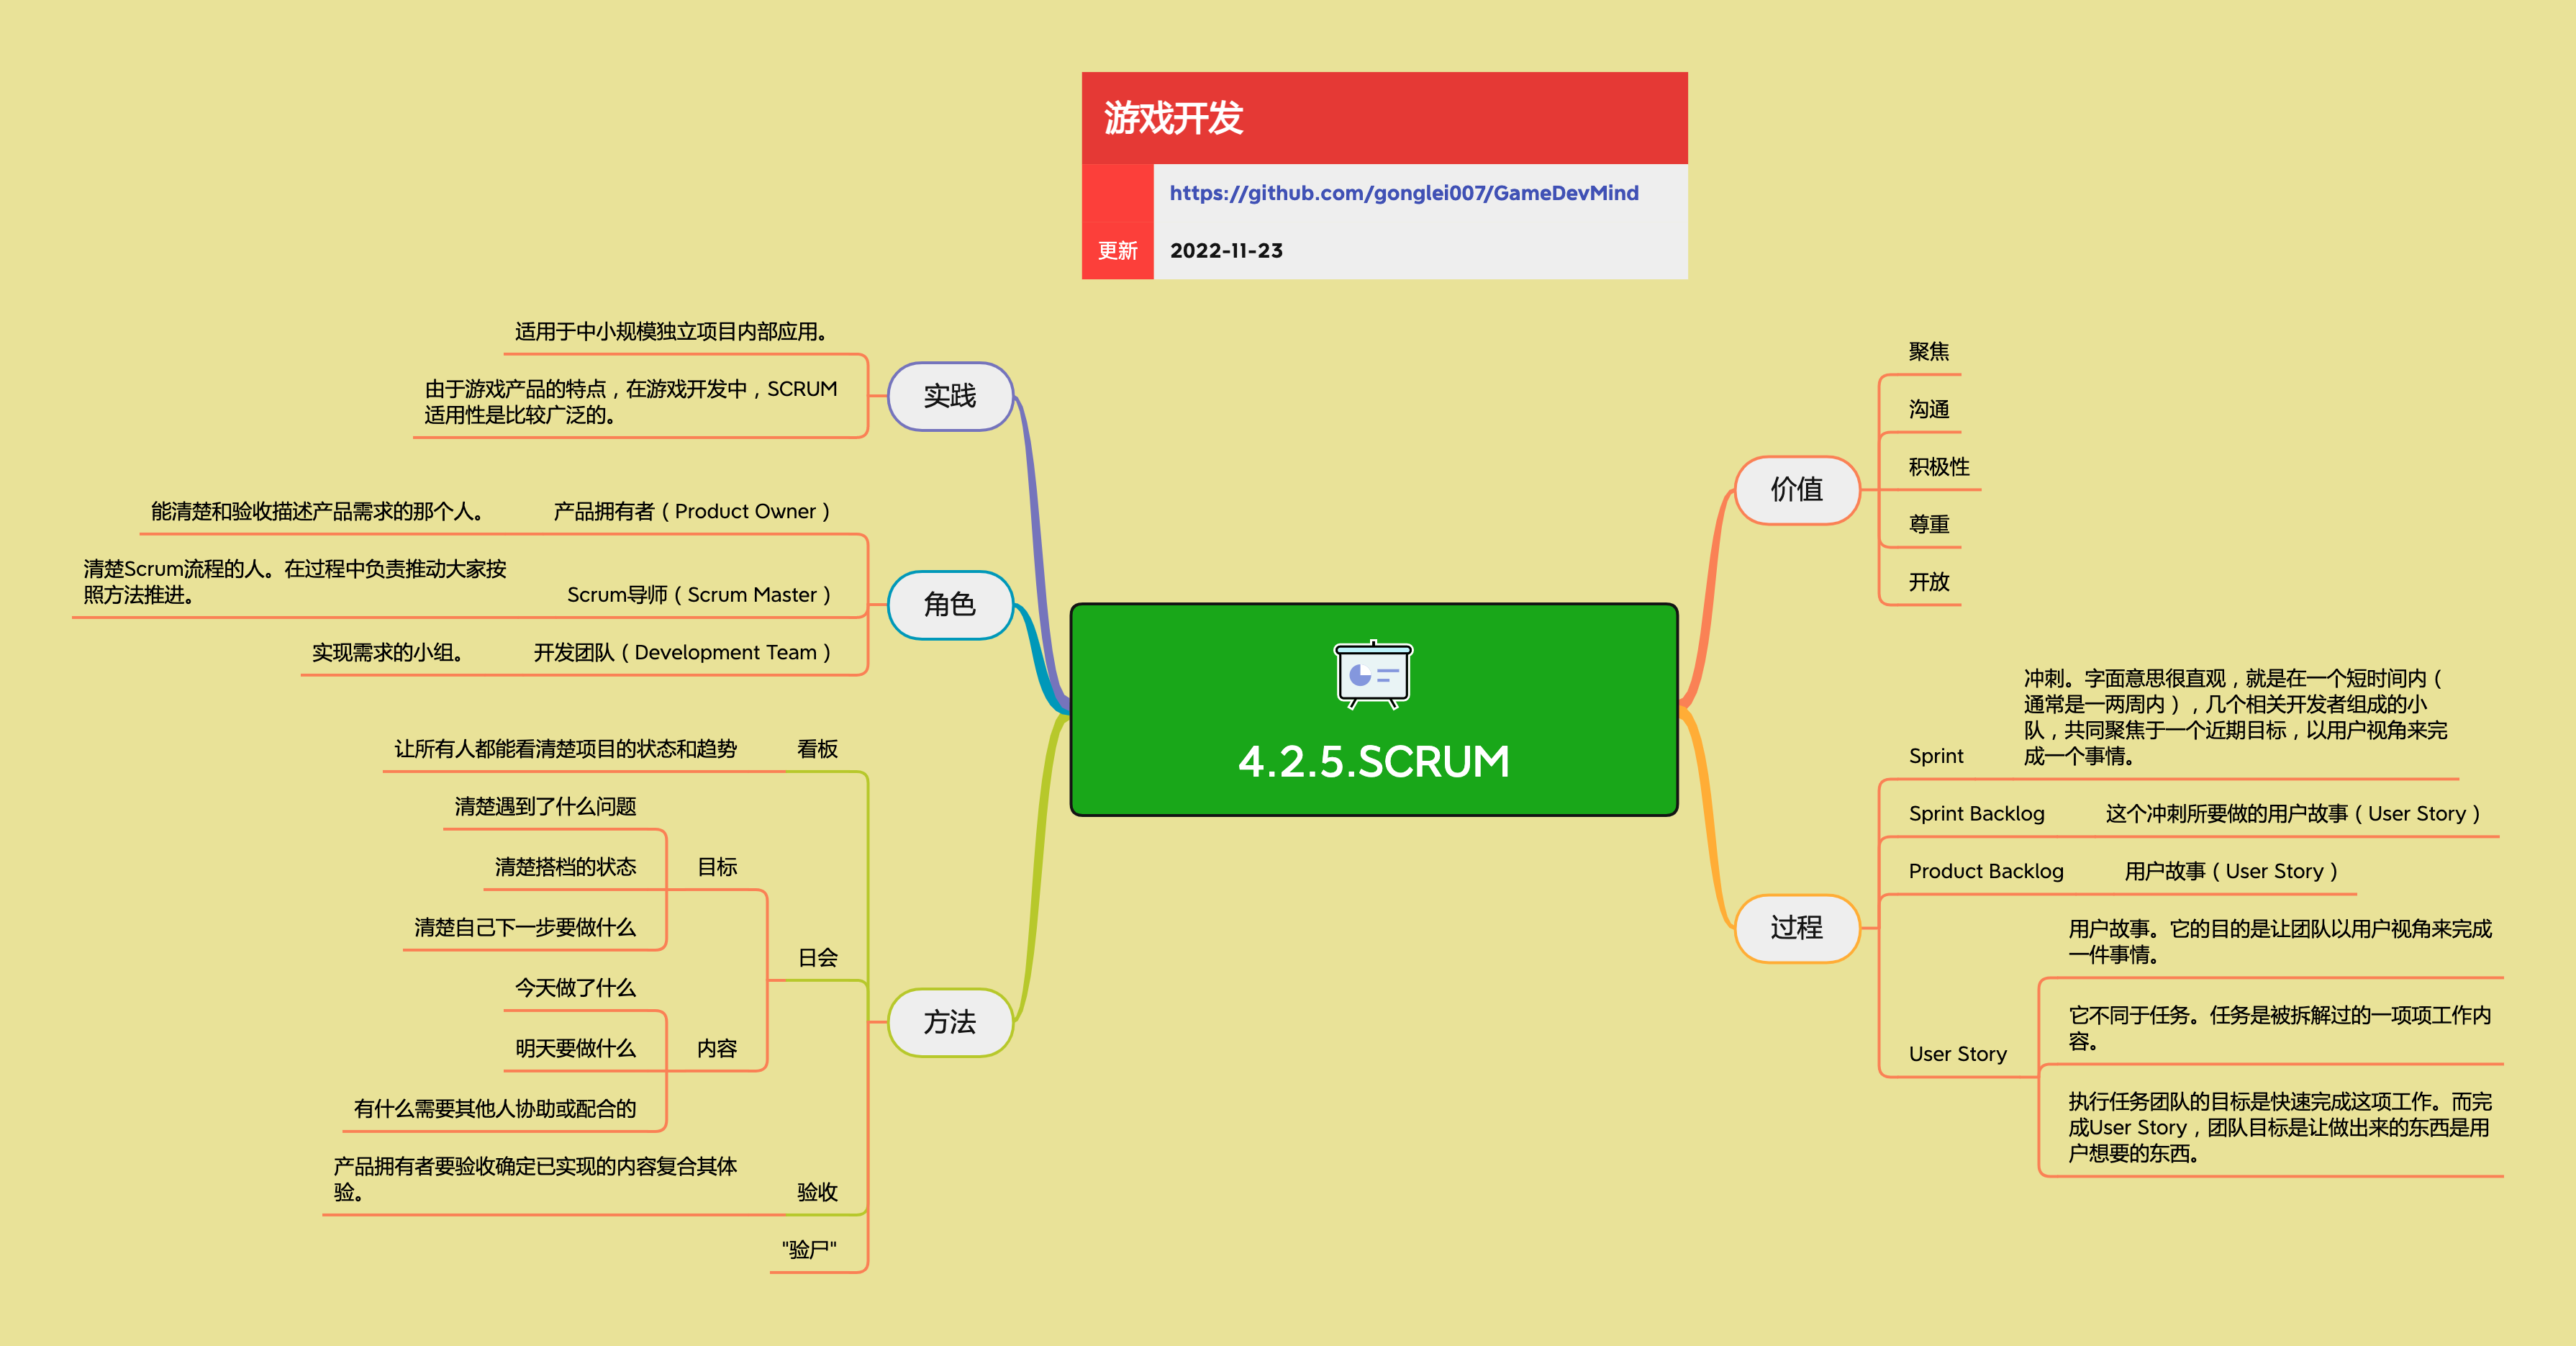 游戏开发
https://github.com/gonglei007/GameDevMind
更新
2022-11-23
4.2.5.SCRUM
价值
聚焦
沟通
积极性
尊重
开放
过程
Sprint
冲刺。字面意思很直观，就是在一个短时间内（
通常是一两周内），几个相关开发者组成的小
队，共同聚焦于一个近期目标，以用户视角来完
成一个事情。
Sprint Backlog
这个冲刺所要做的用户故事（User Story）
Product Backlog
用户故事（User Story）
User Story
用户故事。它的目的是让团队以用户视角来完成
一件事情。
它不同于任务。任务是被拆解过的一项项工作内
容。
执行任务团队的目标是快速完成这项工作。而完
成User Story，团队目标是让做出来的东西是用
户想要的东西。
实践
适用于中小规模独立项目内部应用。
由于游戏产品的特点，在游戏开发中，SCRUM
适用性是比较广泛的。
角色
产品拥有者（Product Owner）
能清楚和验收描述产品需求的那个人。
Scrum导师（Scrum Master）
清楚Scrum流程的人。在过程中负责推动大家按
照方法推进。
开发团队（Development Team）
实现需求的小组。
方法
看板
让所有人都能看清楚项目的状态和趋势
日会
目标
清楚遇到了什么问题
清楚搭档的状态
清楚自己下一步要做什么
内容
今天做了什么
明天要做什么
有什么需要其他人协助或配合的
验收
产品拥有者要验收确定已实现的内容复合其体
验。
"验尸"